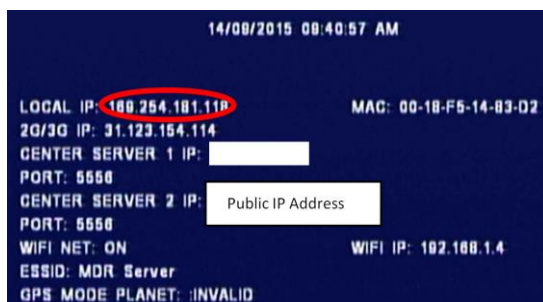 14/09/2015 09:40:57 AM
LOCAL IP: 169.254.181.118 MAC: 00-18-F5-14-83-D2
2G/3G IP: 31.123.154.114
CENTER SERVER 1 IP:
PORT: 5556
CENTER SERVER 2 IP: Public IP Address
PORT: 5556
WIFI NET: ON WIFI IP: 192.168.1.4
ESSID: MDR Server
GPS MODE PLANET: :INVALID